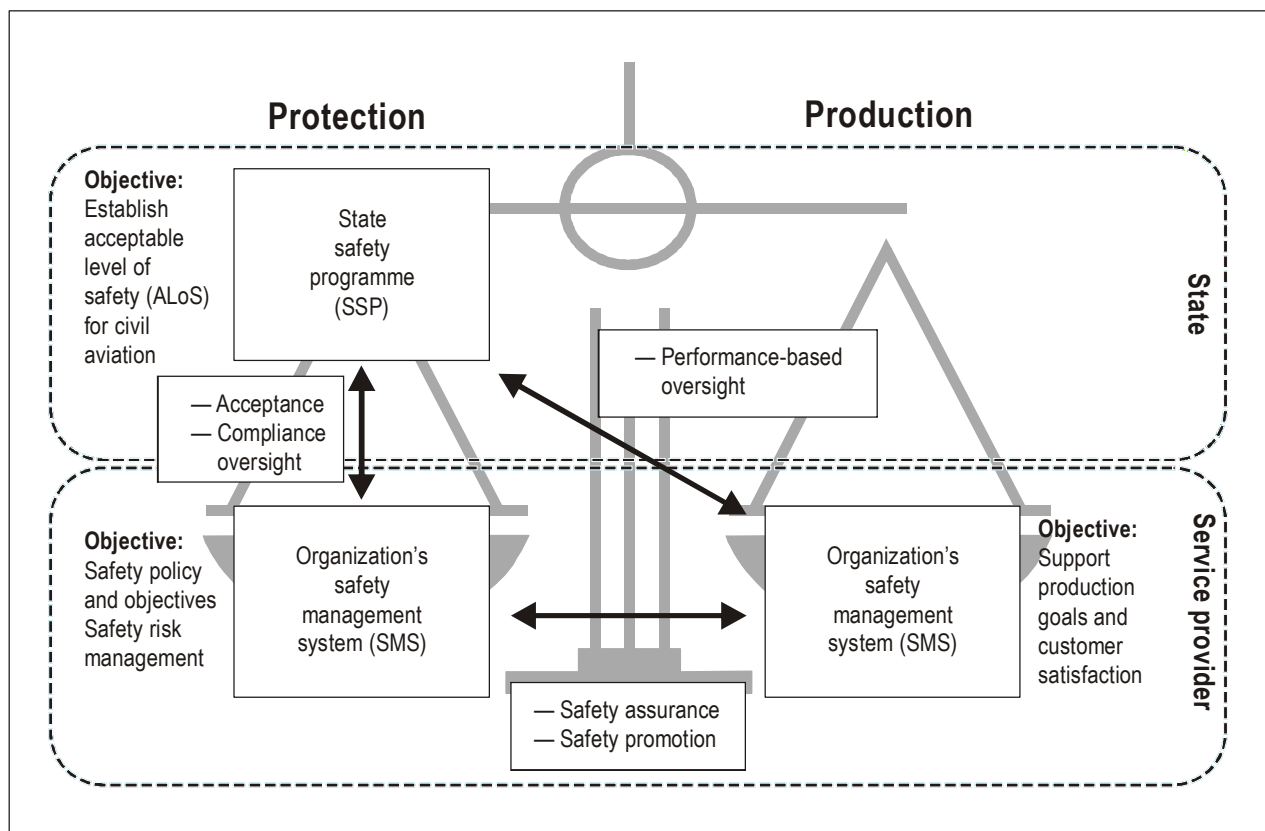 Protection
Production
Objective:
Establish
acceptable
level of
safety (ALoS)
for civil
aviation
State
safety
programme
(SSP)
— Performance-based
oversight
— Acceptance
— Compliance
oversight
State
Objective:
Safety policy
and objectives
Safety risk
management
Organization’s
safety
management
system (SMS)
Organization’s
safety
management
system (SMS)
Objective:
Support
production
goals and
customer
satisfaction
— Safety assurance
— Safety promotion
Service provider